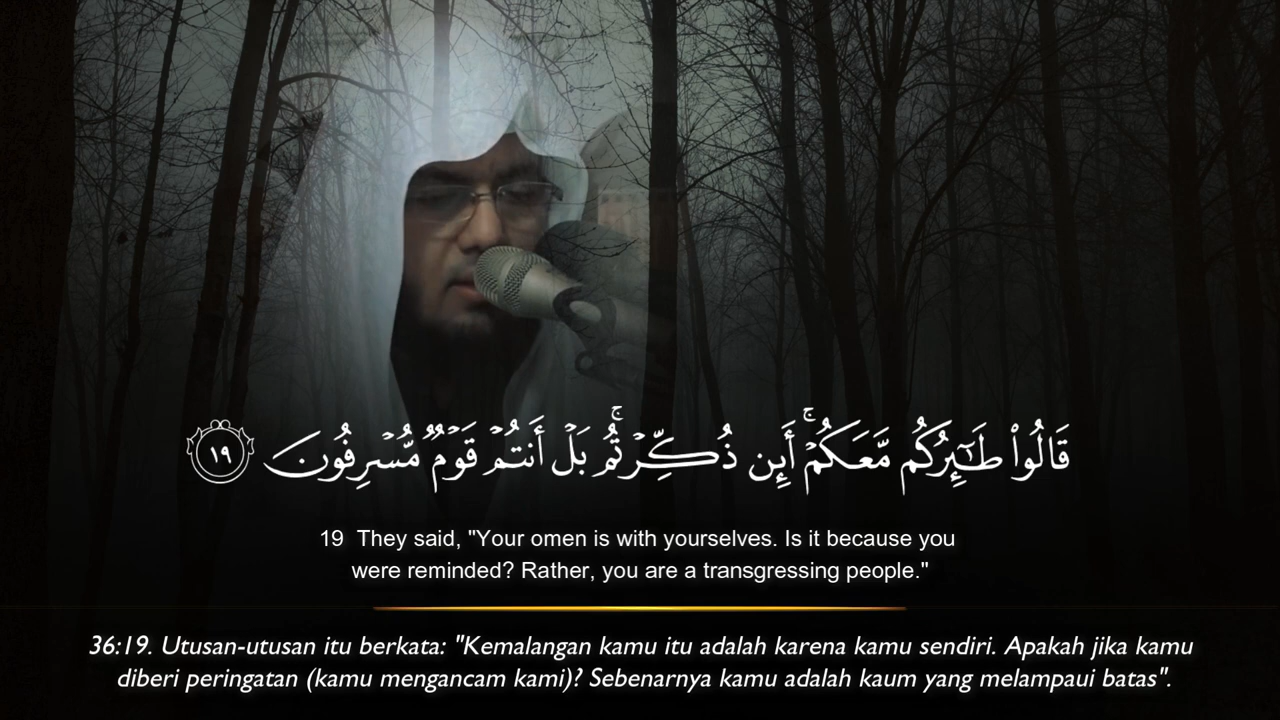 قَالُوا۟ طَـٰٓئِرُكُم مَّعَكُمْ ۚ أَئِن ذُكِّرْتُم ۚ بَلْ أَنتُمْ قَوْمٌ مُّسْرِفُونَ ١٩
19 They said, "Your omen is with yourselves. Is it because you
were reminded? Rather, you are a transgressing people."
36:19. Utusan-utusan itu berkata: "Kemalangan kamu itu adalah karena kamu sendiri. Apakah jika kamu
diberi peringatan (kamu mengancam kami)? Sebenarnya kamu adalah kaum yang melampaui batas".